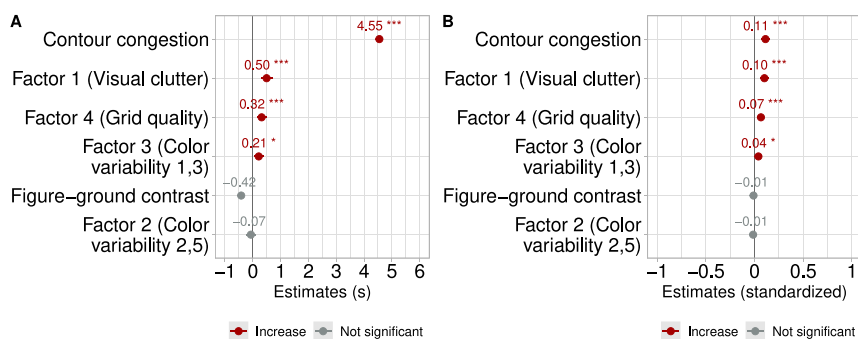 A
4.55 ***
Contour congestion
0.50 ***
Factor 1 (Visual clutter)
0.32 ***
Factor 4 (Grid quality)
0.21 *
Factor 3 (Color
variability 1,3)
−0.42
Figure−ground contrast
−0.07
Factor 2 (Color
variability 2,5)
−1 0 1 2 3 4 5 6
Estimates (s)
Increase Not significant
B
0.11 ***
Contour congestion
0.10 ***
Factor 1 (Visual clutter)
0.07 ***
Factor 4 (Grid quality)
0.04 *
Factor 3 (Color
variability 1,3)
−0.01
Figure−ground contrast
−0.01
Factor 2 (Color
variability 2,5)
−1 −0.5 0 0.5 1
Estimates (standardized)
Increase Not significant